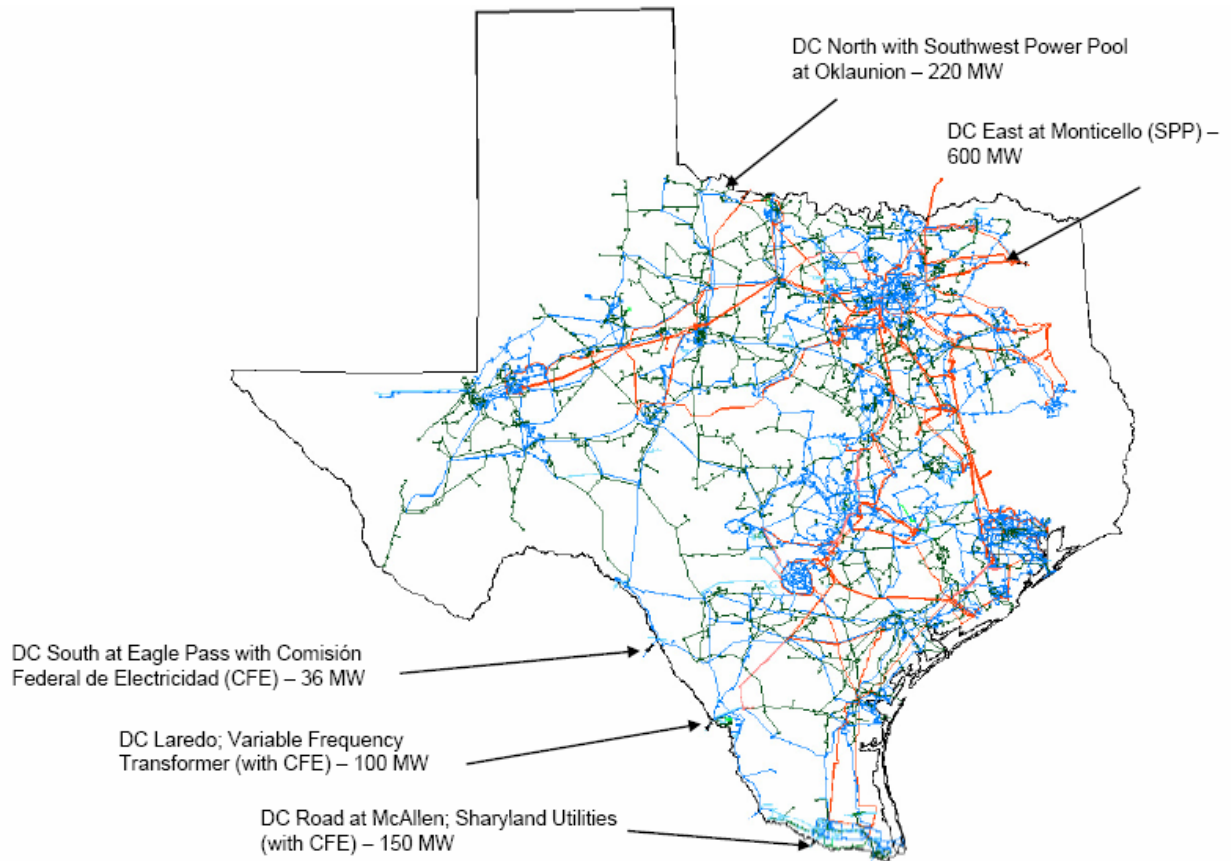 DC North with Southwest Power Pool
at Oklaunion – 220 MW
DC East at Monticello (SPP) –
600 MW
DC South at Eagle Pass with Comisión
Federal de Electricidad (CFE) – 36 MW
DC Laredo; Variable Frequency
Transformer (with CFE) – 100 MW
DC Road at McAllen; Sharyland Utilities
(with CFE) – 150 MW